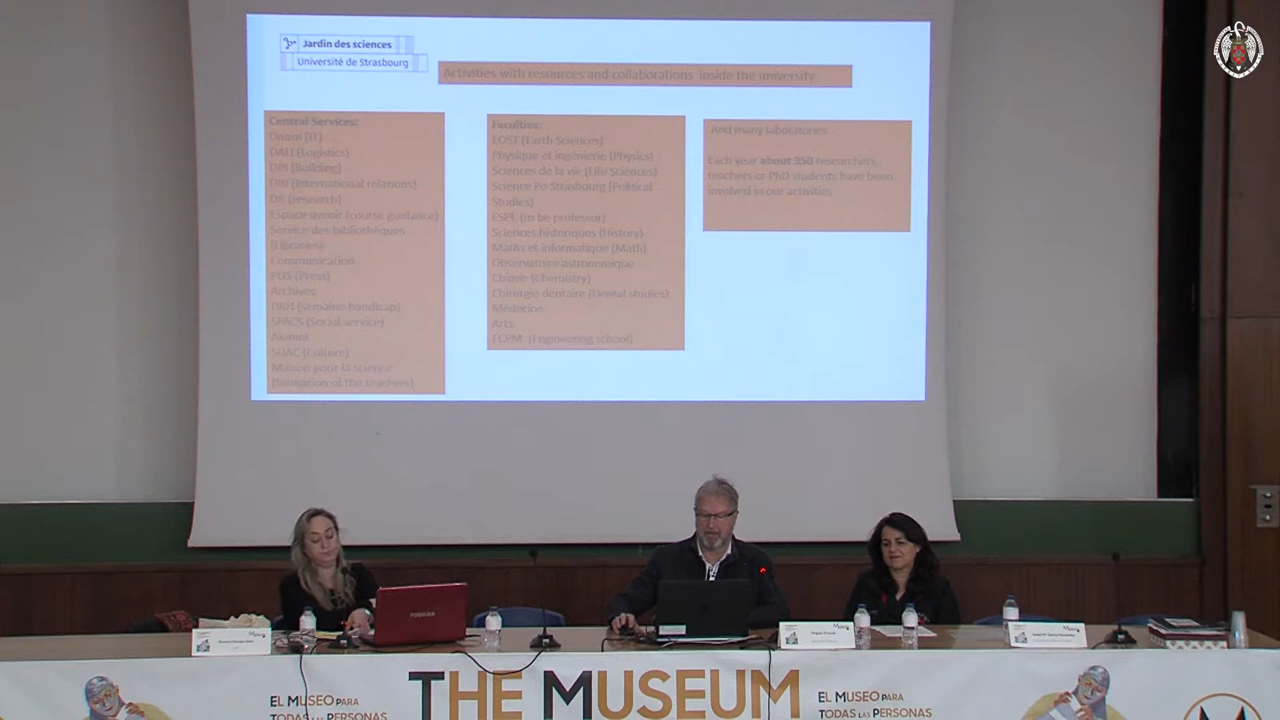 Jardin des sciences
Université de Strasbourg
Activities with resources and collaborations inside the university
Central Services:
Dnum (IT)
DALI (Logistics)
DPI (Building)
DRI (International relations)
DR (research)
Espace avenir (course guidance)
Service des bibliothèques
(Libraries)
Communication
PUS (Press)
Archives
DRH (semaine handicap)
SPACS (Social service)
Alumni
SUAC (Culture)
Maison pour la science
(formation of the teachers)
Faculties:
EOST (Earth Sciences)
Physique et ingénierie (Physics)
Sciences de la vie (Life Sciences)
Science Po Strasbourg (Political
Studies)
ESPE (to be professor)
Sciences historiques (History)
Maths et informatique (Math)
Observatoire astronomique
Chimie (Chemistry)
Chirurgie dentaire (Dental studies)
Médecine
Arts
ECPM (Engineering school)
And many laboratories
Each year about 350 researchers,
teachers or PhD students have been
involved in our activities
TOSHIBA
EL MUSEO PARA
TODAS LAS PERSONAS
THE MUSEUM
EL MUSEO PARA
TODAS LAS PERSONAS